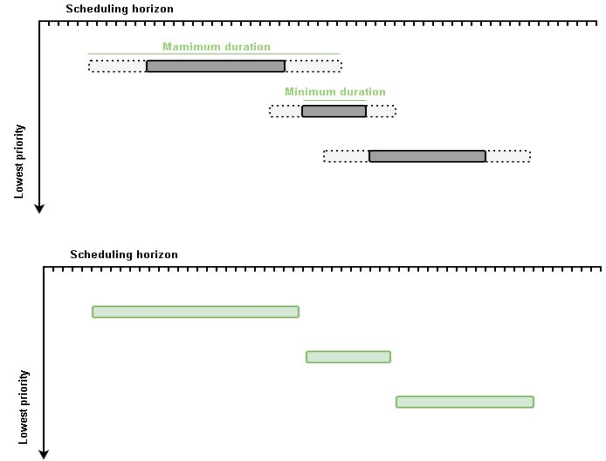 Scheduling horizon
Mamimum duration
Minimum duration
Lowest priority
Scheduling horizon
Lowest priority